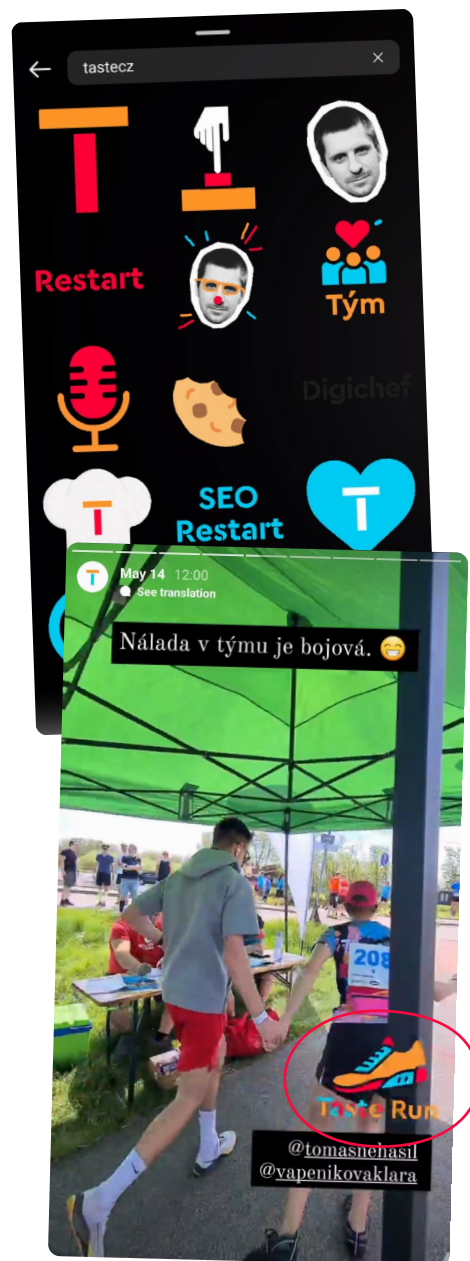 tastecz
Restart
Tým
Digichef
SEO
Restart
May 14 12:00
See translation
Nálada v týmu je bojová. 😁
208
Taste Run
@tomasnehasil
@vapenikovaklara